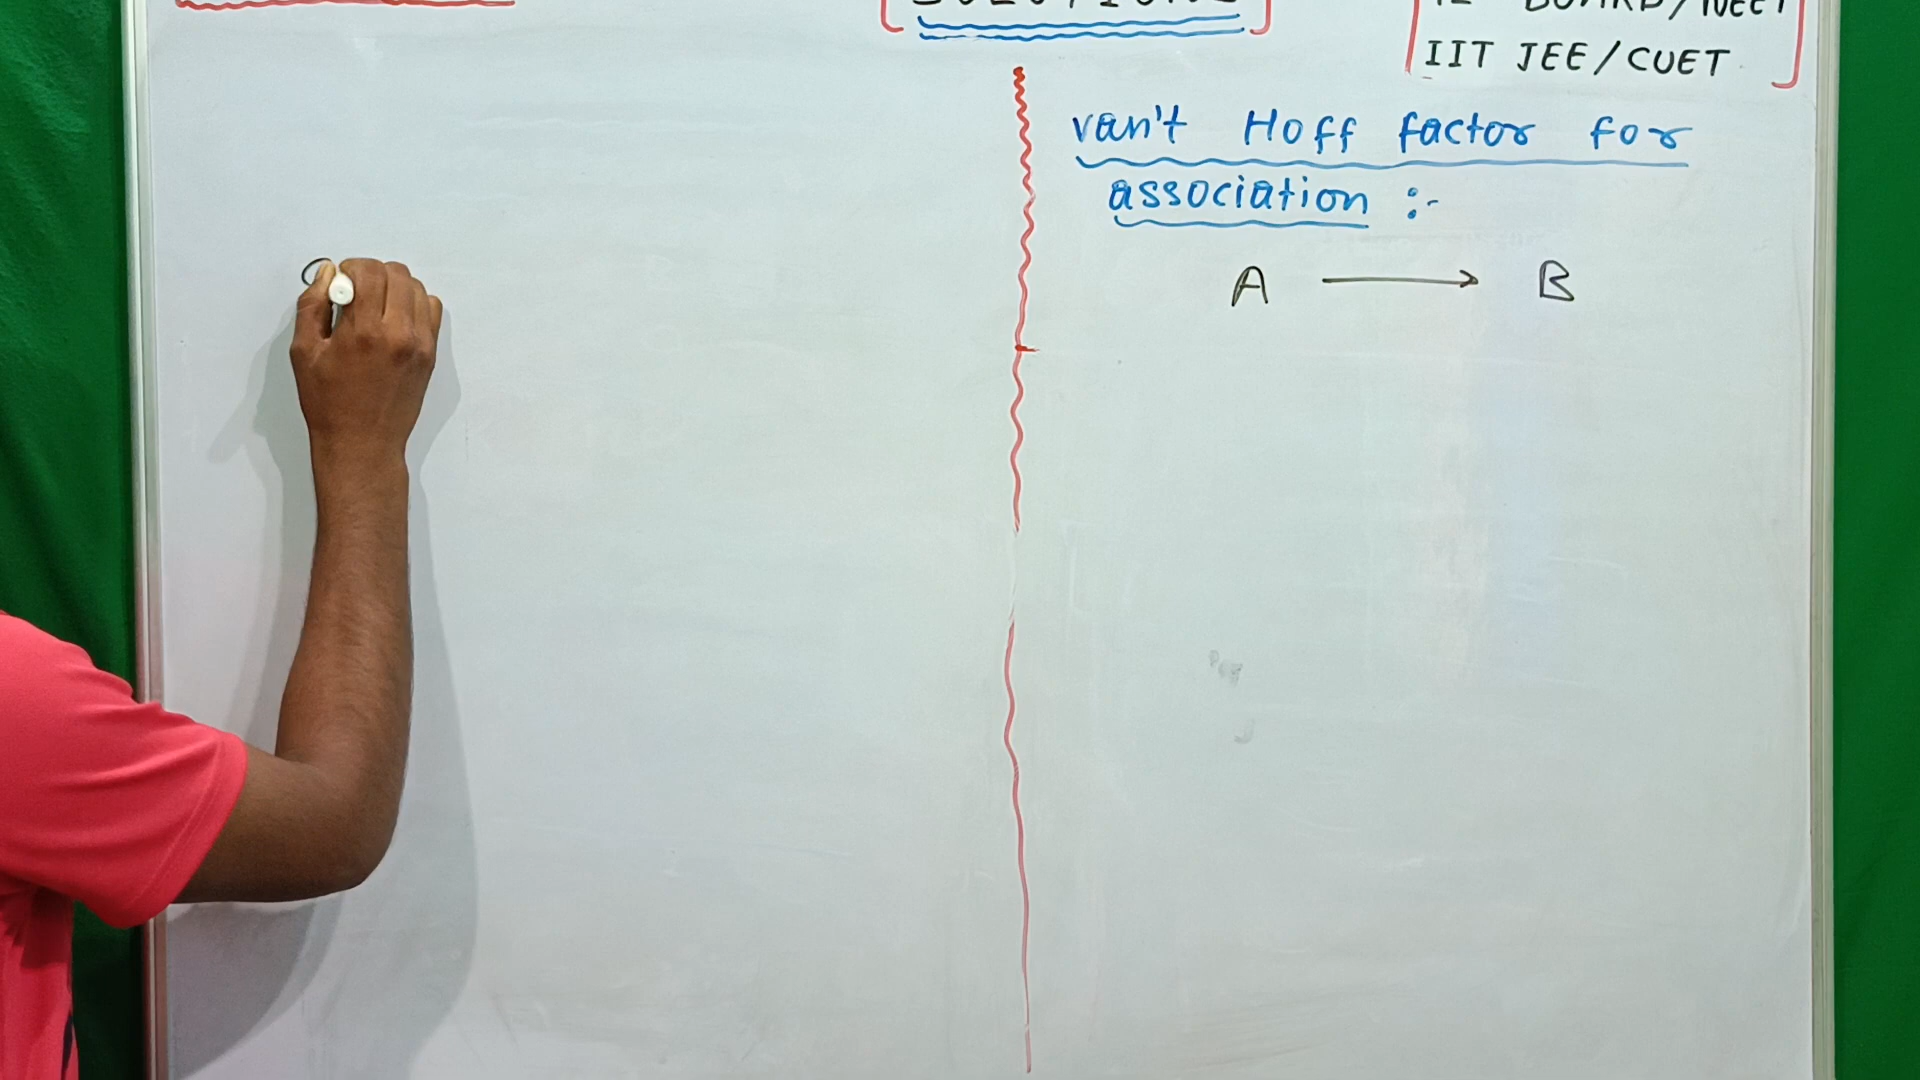 IIT JEE/CUET
van't Hoff factor for
association :-
A ⟶ B